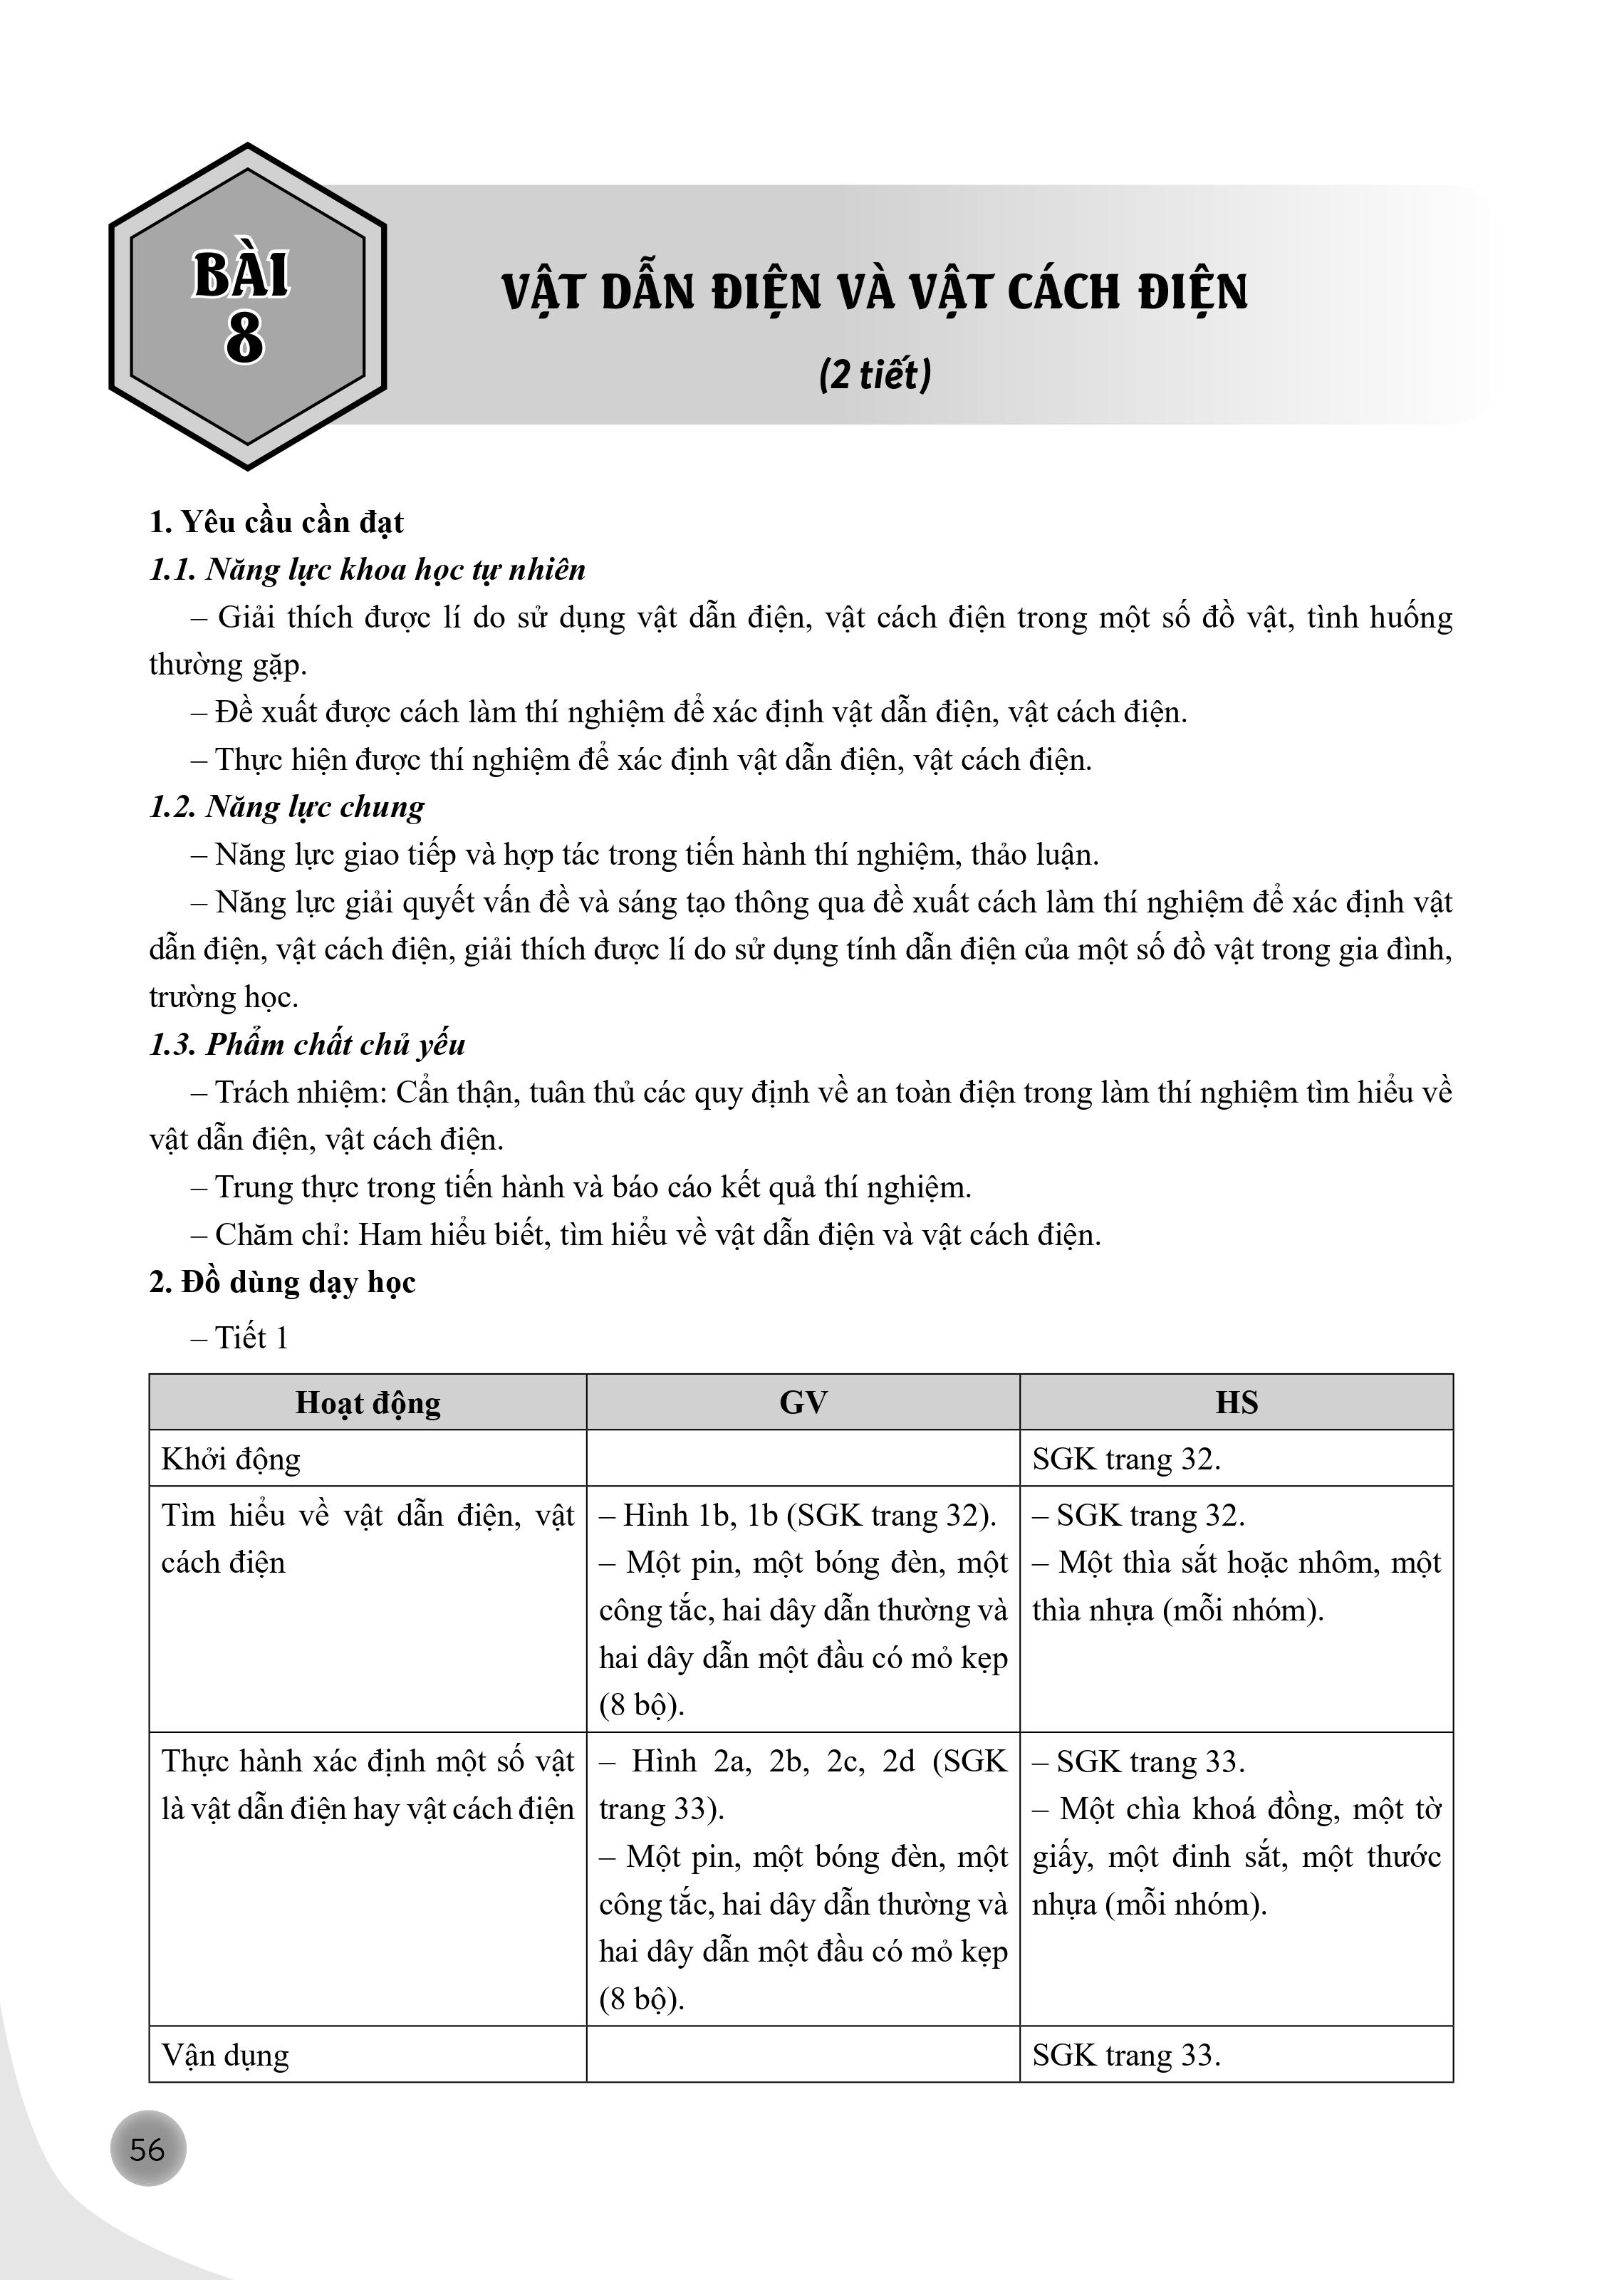 BÀI
8
VẬT DẪN ĐIỆN VÀ VẬT CÁCH ĐIỆN
(2 tiết)
1. Yêu cầu cần đạt
1.1. Năng lực khoa học tự nhiên
– Giải thích được lí do sử dụng vật dẫn điện, vật cách điện trong một số đồ vật, tình huống
thường gặp.
– Đề xuất được cách làm thí nghiệm để xác định vật dẫn điện, vật cách điện.
– Thực hiện được thí nghiệm để xác định vật dẫn điện, vật cách điện.
1.2. Năng lực chung
– Năng lực giao tiếp và hợp tác trong tiến hành thí nghiệm, thảo luận.
– Năng lực giải quyết vấn đề và sáng tạo thông qua đề xuất cách làm thí nghiệm để xác định vật
dẫn điện, vật cách điện, giải thích được lí do sử dụng tính dẫn điện của một số đồ vật trong gia đình,
trường học.
1.3. Phẩm chất chủ yếu
– Trách nhiệm: Cẩn thận, tuân thủ các quy định về an toàn điện trong làm thí nghiệm tìm hiểu về
vật dẫn điện, vật cách điện.
– Trung thực trong tiến hành và báo cáo kết quả thí nghiệm.
– Chăm chỉ: Ham hiểu biết, tìm hiểu về vật dẫn điện và vật cách điện.
2. Đồ dùng dạy học
– Tiết 1
Hoạt động
GV
HS
Khởi động
SGK trang 32.
Tìm hiểu về vật dẫn điện, vật
cách điện
– Hình 1b, 1b (SGK trang 32).
– Một pin, một bóng đèn, một
công tắc, hai dây dẫn thường và
hai dây dẫn một đầu có mỏ kẹp
(8 bộ).
– SGK trang 32.
– Một thìa sắt hoặc nhôm, một
thìa nhựa (mỗi nhóm).
Thực hành xác định một số vật
là vật dẫn điện hay vật cách điện
– Hình 2a, 2b, 2c, 2d (SGK
trang 33).
– Một pin, một bóng đèn, một
công tắc, hai dây dẫn thường và
hai dây dẫn một đầu có mỏ kẹp
(8 bộ).
– SGK trang 33.
– Một chìa khoá đồng, một tờ
giấy, một đinh sắt, một thước
nhựa (mỗi nhóm).
Vận dụng
SGK trang 33.
56